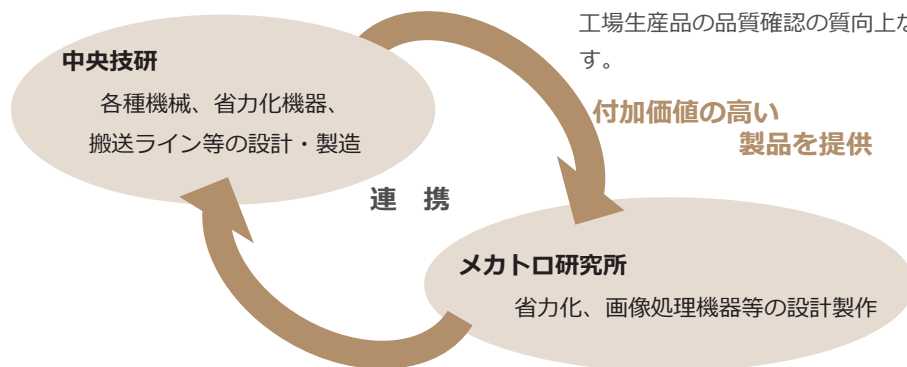 工場生産品の品質確認の質向上な
す。
中央技研
各種機械、省力化機器、
搬送ライン等の設計・製造
付加価値の高い
製品を提供
連 携
メカトロ研究所
省力化、画像処理機器等の設計製作